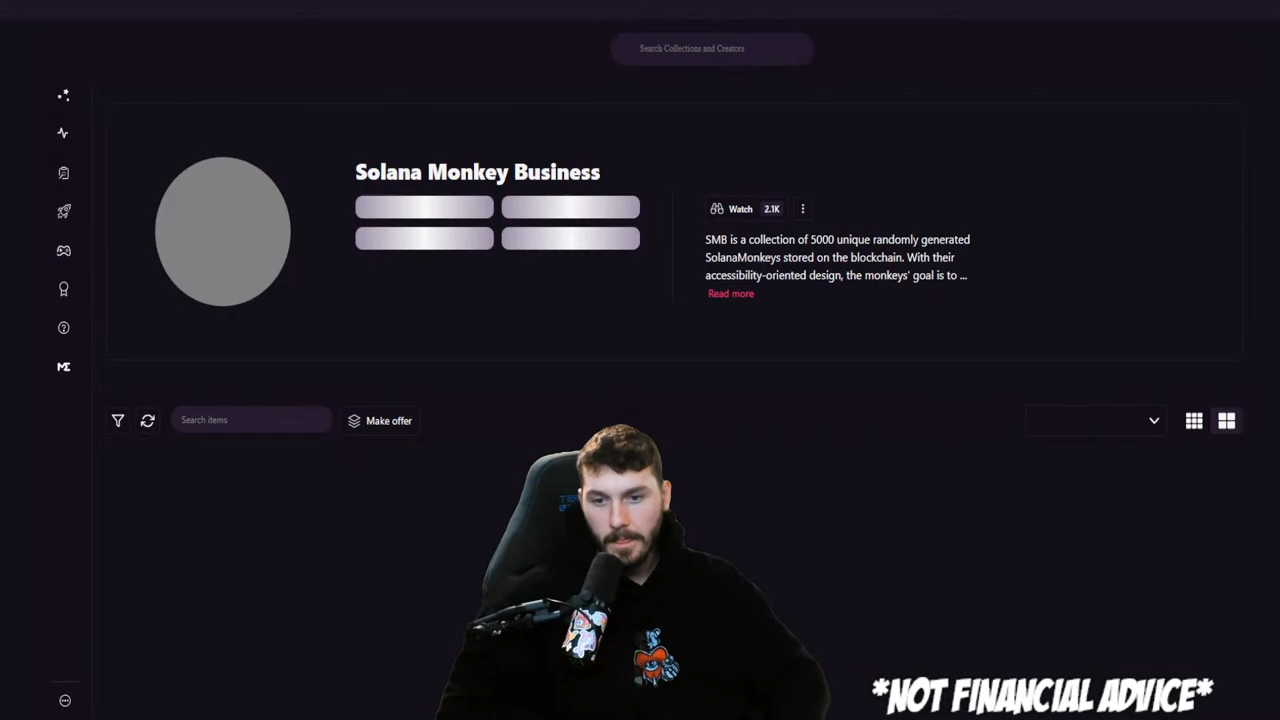 Search Collections and Creators
Solana Monkey Business
Watch 2.1K
SMB is a collection of 5000 unique randomly generated
SolanaMonkeys stored on the blockchain. With their
accessibility-oriented design, the monkeys' goal is to ...
Read more
ME
Search items
Make offer
*NOT FINANCIAL ADVICE*